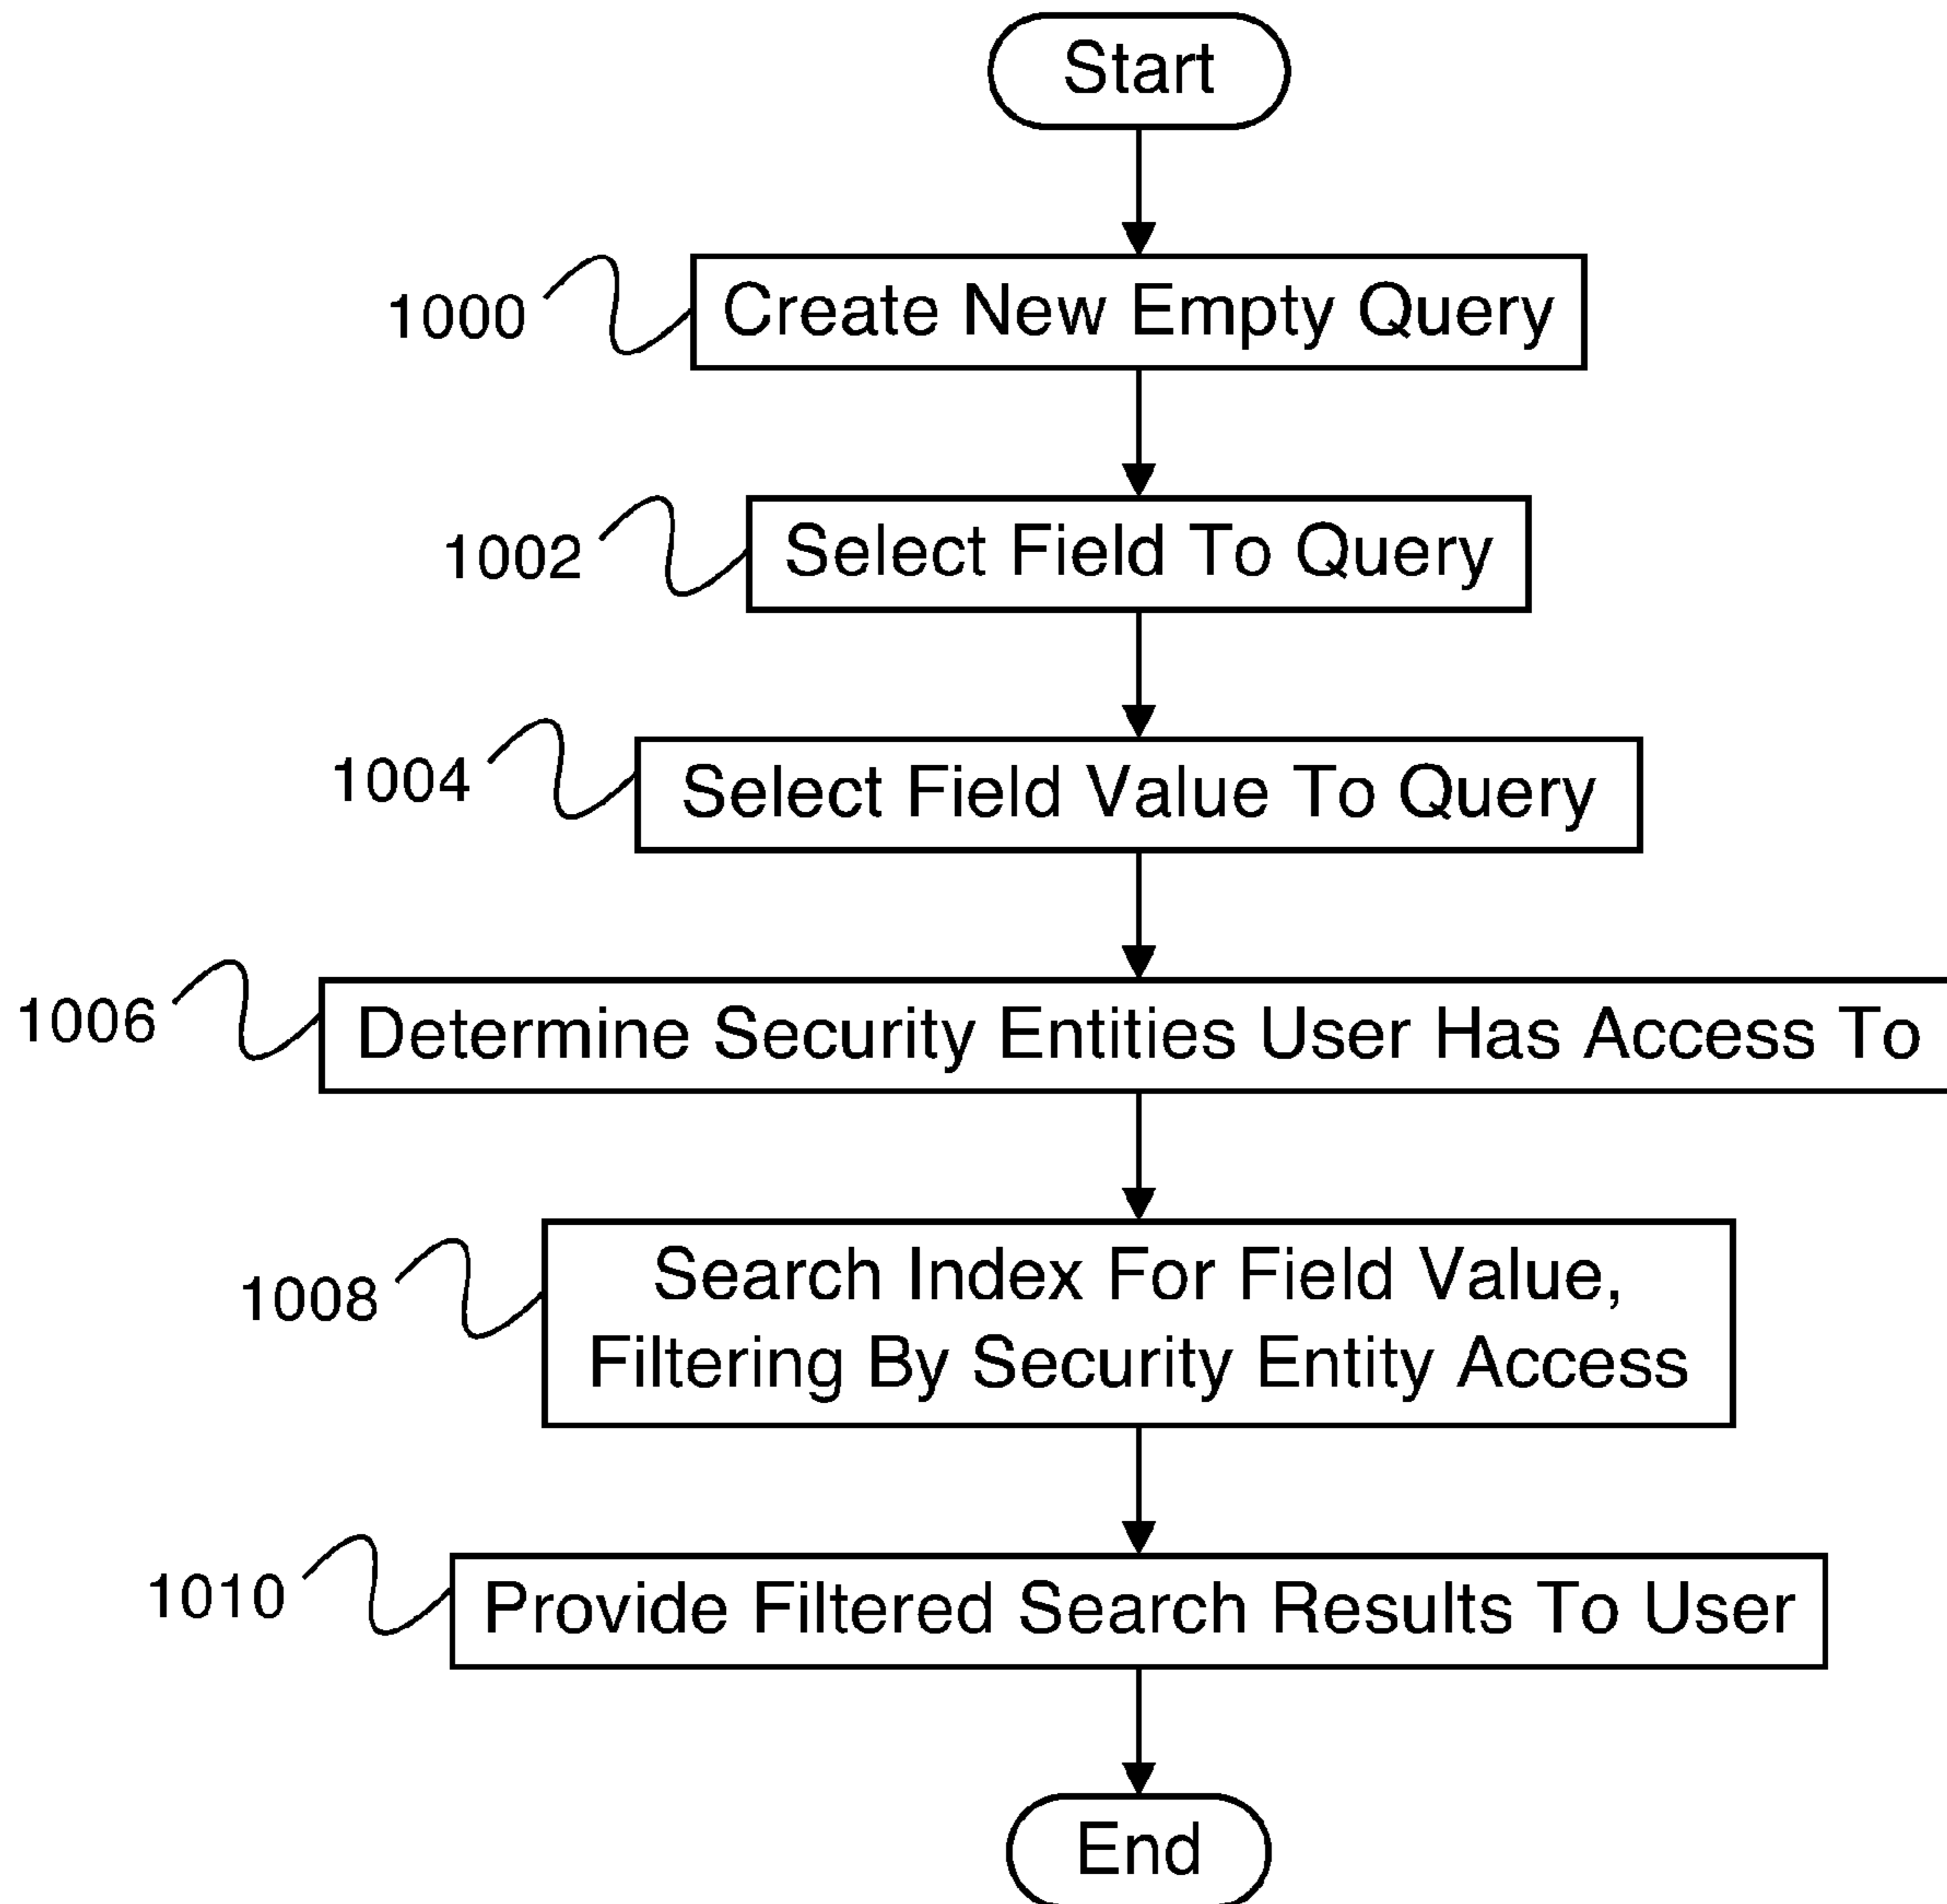 Start
1000
Create New Empty Query
1002
Select Field To Query
1004
Select Field Value To Query
1006
Determine Security Entities User Has Access To
1008
Search Index For Field Value,
Filtering By Security Entity Access
1010
Provide Filtered Search Results To User
End